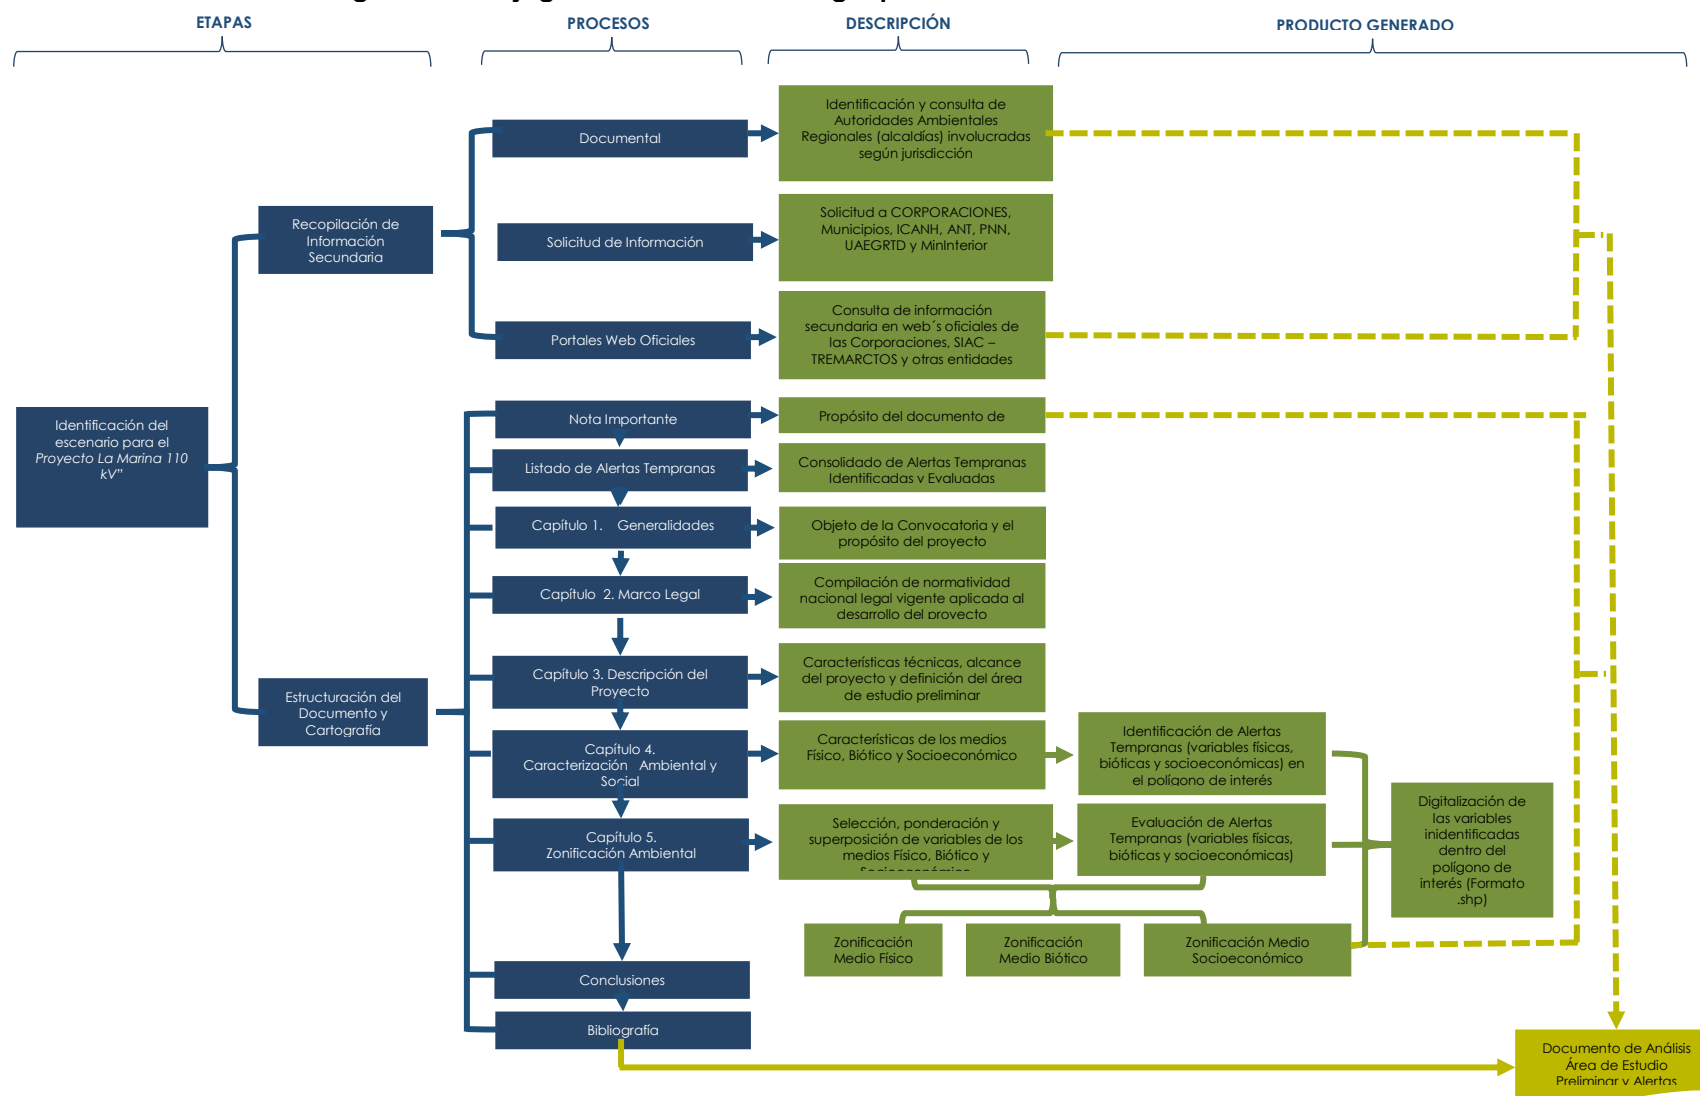 ETAPAS
PROCESOS
DESCRIPCIÓN
PRODUCTO GENERADO
Identificación del
escenario para el
Proyecto La Marina 110
kV”
Recopilación de
Información
Secundaria
Estructuración del
Documento y
Cartografía
Documental
Solicitud de Información
Portales Web Oficiales
Nota Importante
Listado de Alertas Tempranas
Capítulo 1. Generalidades
Capítulo 2. Marco Legal
Capítulo 3. Descripción del
Proyecto
Capítulo 4.
Caracterización Ambiental y
Social
Capítulo 5.
Zonificación Ambiental
Conclusiones
Bibliografía
Identificación y consulta de
Autoridades Ambientales
Regionales (alcaldías) involucradas
según jurisdicción
Solicitud a CORPORACIONES,
Municipios, ICANH, ANT, PNN,
UAEGRTD y MinInterior
Consulta de información
secundaria en web´s oficiales de
las Corporaciones, SIAC –
TREMARCTOS y otras entidades
Propósito del documento de
Consolidado de Alertas Tempranas
Identificadas y Evaluadas
Objeto de la Convocatoria y el
propósito del proyecto
Compilación de normatividad
nacional legal vigente aplicada al
desarrollo del proyecto
Características técnicas, alcance
del proyecto y definición del área
de estudio preliminar
Características de los medios
Físico, Biótico y Socioeconómico
Selección, ponderación y
superposición de variables de los
medios Físico, Biótico y
Socioeconómico
Identificación de Alertas
Tempranas (variables físicas,
bióticas y socioeconómicas) en
el polígono de interés
Evaluación de Alertas
Tempranas (variables físicas,
bióticas y socioeconómicas)
Digitalización de
las variables
inidentificadas
dentro del
polígono de
interés (Formato
.shp)
Zonificación
Medio Físico
Zonificación
Medio Biótico
Zonificación Medio
Socioeconómico
Documento de Análisis
Área de Estudio
Preliminar y Alertas